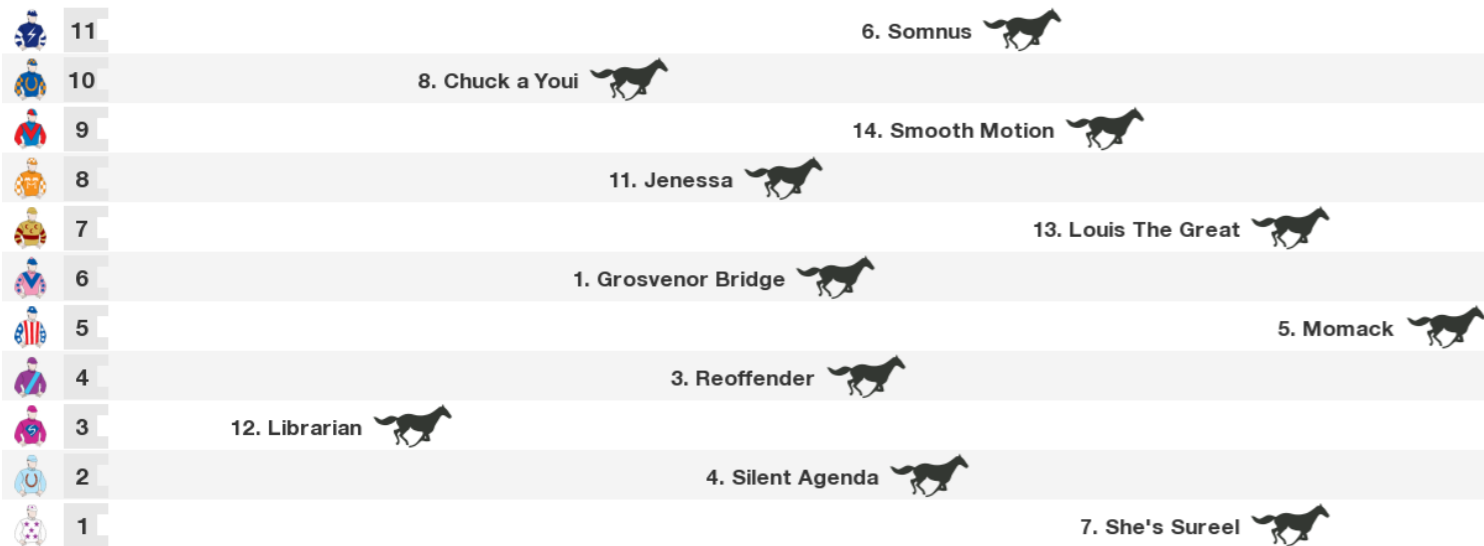 11 6. Somnus
10 8. Chuck a Youi
9 14. Smooth Motion
8 11. Jenessa
7 13. Louis The Great
6 1. Grosvenor Bridge
5 5. Momack
4 3. Reoffender
3 12. Librarian
2 4. Silent Agenda
1 7. She's Sureel